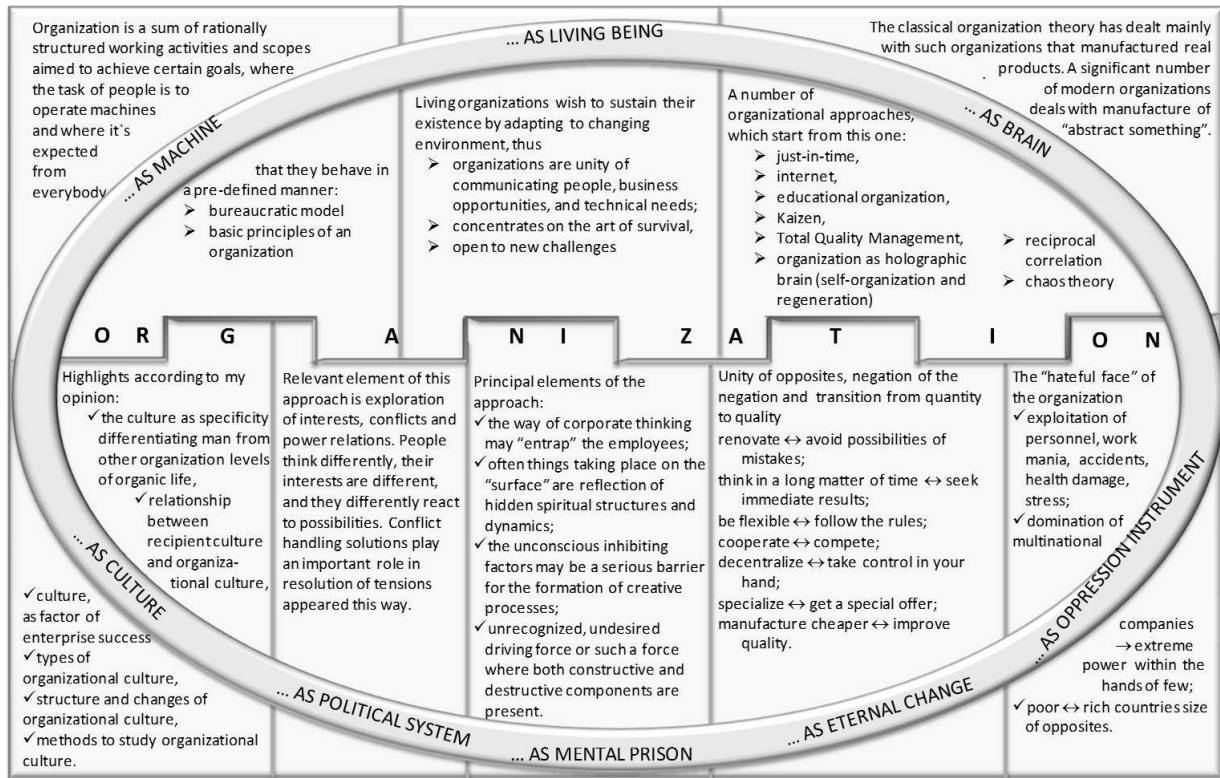 Organization is a sum of rationally
structured working activities and scopes
aimed to achieve certain goals, where
the task of people is to
operate machines
and where it`s
expected
from
everybody
... AS MACHINE
that they behave in
a pre-defined manner:
➢ bureaucratic model
➢ basic principles of an
organization
... AS LIVING BEING
Living organizations wish to sustain their
existence by adapting to changing
environment, thus
➢ organizations are unity of
communicating people, business
opportunities, and technical needs;
➢ concentrates on the art of survival,
➢ open to new challenges
The classical organization theory has dealt mainly
with such organizations that manufactured real
products. A significant number
of modern organizations
deals with manufacture of
“abstract something”.
... AS BRAIN
A number of
organizational approaches,
which start from this one:
➢ just-in-time,
➢ internet,
➢ educational organization,
➢ Kaizen,
➢ Total Quality Management,
➢ organization as holographic
brain (self-organization and
regeneration)
➢ reciprocal
correlation
➢ chaos theory
O R G A N I Z A T I O N
Highlights according to my
opinion:
✓ the culture as specificity
differentiating man from
other organization levels
of organic life,
✓ relationship
between
recipient culture
and organiza-
tional culture,
... AS CULTURE
✓ culture,
as factor of
enterprise success
✓ types of
organizational culture,
✓ structure and changes of
organizational culture,
✓ methods to study organizational
culture.
Relevant element of this
approach is exploration
of interests, conflicts and
power relations. People
think differently, their
interests are different,
and they differently react
to possibilities. Conflict
handling solutions play
an important role in
resolution of tensions
appeared this way.
... AS POLITICAL SYSTEM
Principal elements of the
approach:
✓ the way of corporate thinking
may “entrap” the employees;
✓ often things taking place on the
“surface” are reflection of
hidden spiritual structures and
dynamics;
✓ the unconscious inhibiting
factors may be a serious barrier
for the formation of creative
processes;
✓ unrecognized, undesired
driving force or such a force
where both constructive and
destructive components are
present.
... AS MENTAL PRISON
Unity of opposites, negation of the
negation and transition from quantity
to quality
renovate ↔ avoid possibilities of
mistakes;
think in a long matter of time ↔ seek
immediate results;
be flexible ↔ follow the rules;
cooperate ↔ compete;
decentralize ↔ take control in your
hand;
specialize ↔ get a special offer;
manufacture cheaper ↔ improve
quality.
... AS ETERNAL CHANGE
The “hateful face” of
the organization
✓ exploitation of
personnel, work
mania, accidents,
health damage,
stress;
✓ domination of
multinational
... AS OPPRESSION INSTRUMENT
companies
→ extreme
power within the
hands of few;
✓ poor ↔ rich countries size
of opposites.